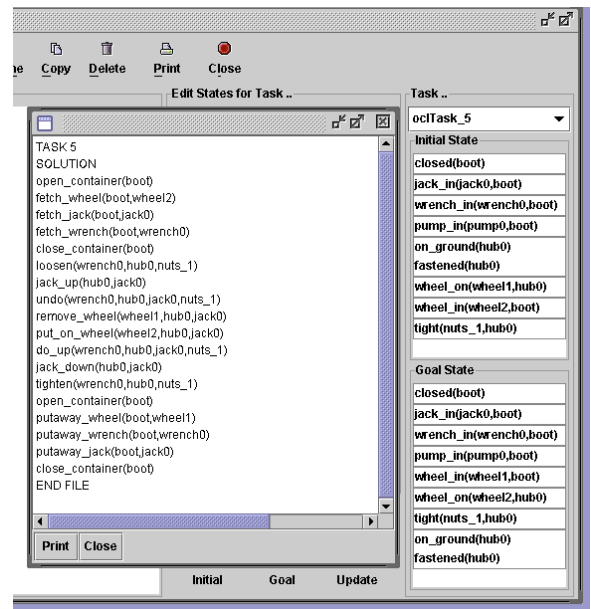 ne
Copy
Delete
Print
Close
Edit States for Task ..
Task ..
oclTask_5
TASK 5
SOLUTION
open_container(boot)
fetch_wheel(boot,wheel2)
fetch_jack(boot,jack0)
fetch_wrench(boot,wrench0)
close_container(boot)
loosen(wrench0,hub0,nuts_1)
jack_up(hub0,jack0)
undo(wrench0,hub0,jack0,nuts_1)
remove_wheel(wheel1,hub0,jack0)
put_on_wheel(wheel2,hub0,jack0)
do_up(wrench0,hub0,jack0,nuts_1)
jack_down(hub0,jack0)
tighten(wrench0,hub0,nuts_1)
open_container(boot)
putaway_wheel(boot,wheel1)
putaway_wrench(boot,wrench0)
putaway_jack(boot,jack0)
close_container(boot)
END FILE
Print
Close
Initial State
closed(boot)
jack_in(jack0,boot)
wrench_in(wrench0,boot)
pump_in(pump0,boot)
on_ground(hub0)
fastened(hub0)
wheel_on(wheel1,hub0)
wheel_in(wheel2,boot)
tight(nuts_1,hub0)
Goal State
closed(boot)
jack_in(jack0,boot)
wrench_in(wrench0,boot)
pump_in(pump0,boot)
wheel_in(wheel1,boot)
wheel_on(wheel2,hub0)
tight(nuts_1,hub0)
on_ground(hub0)
fastened(hub0)
Initial
Goal
Update